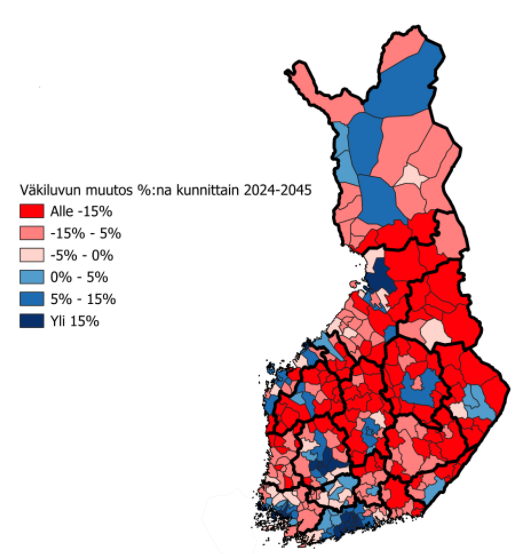 Väkiluvun muutos %:na kunnittain 2024-2045
Alle -15%
-15% - 5%
-5% - 0%
0% - 5%
5% - 15%
Yli 15%